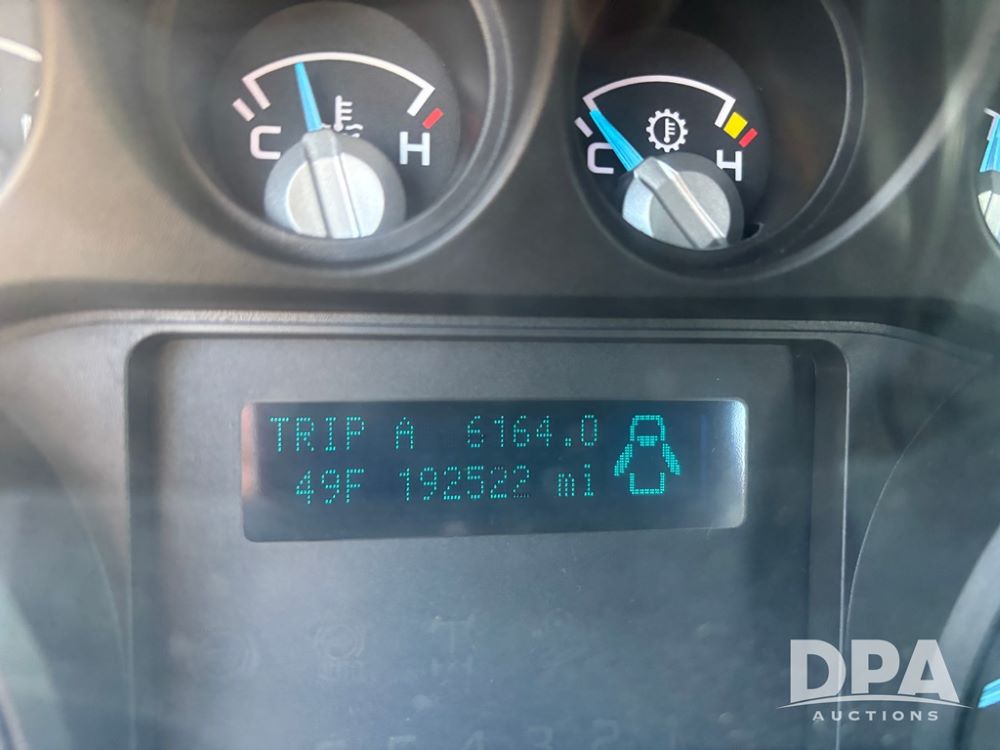 C H
C H
TRIP A 6164.0
49F 192522 mi
DPA
AUCTIONS